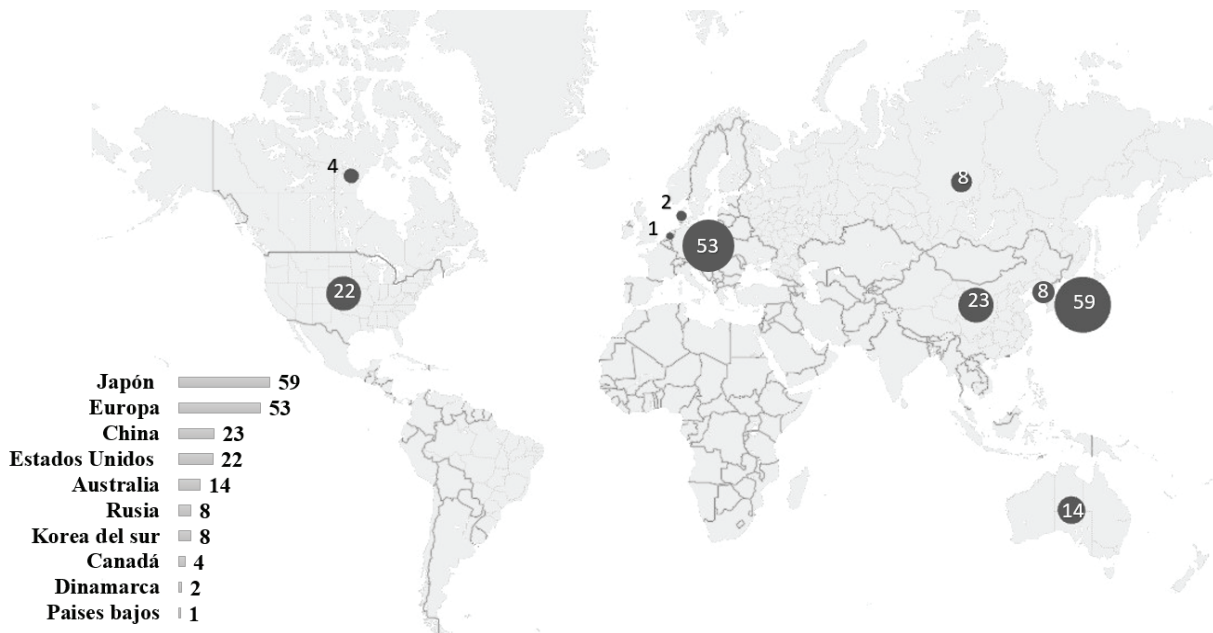 4
8
2
1
53
22
23
8
59
Japón 59
Europa 53
China 23
Estados Unidos 22
Australia 14
Rusia 8
Korea del sur 8
14
Canadá 4
Dinamarca 2
Paises bajos 1